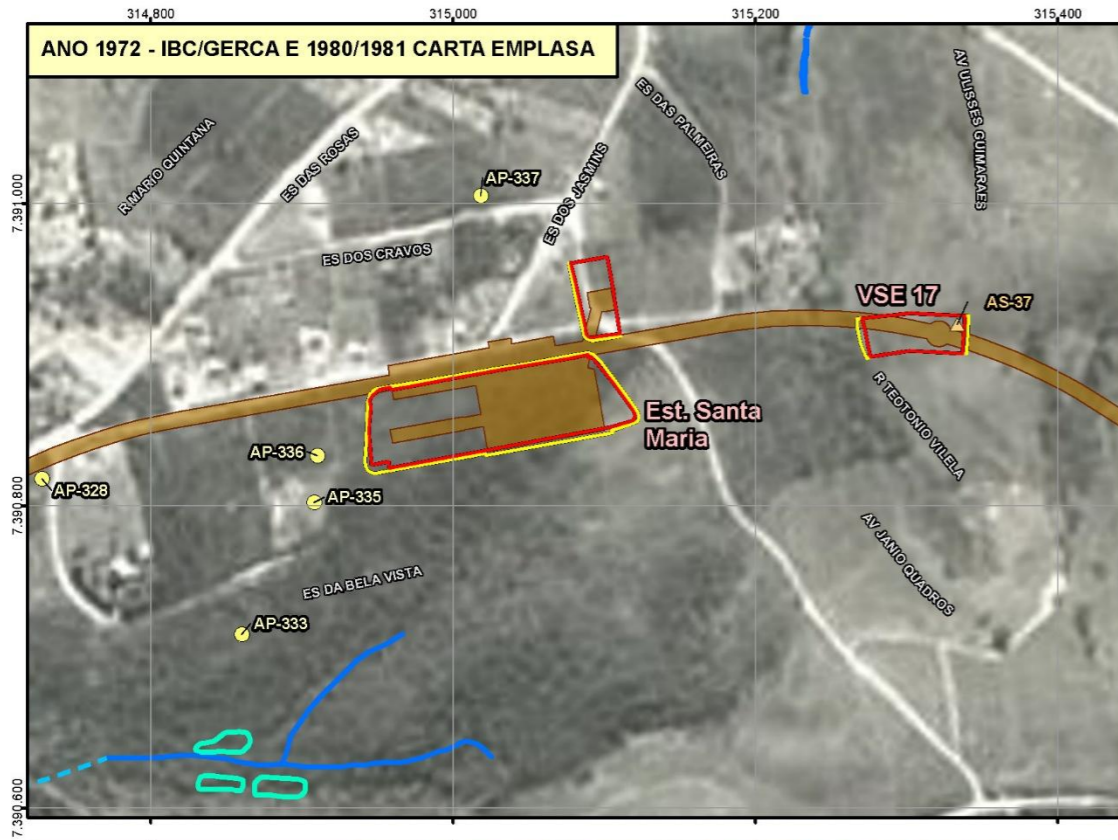 314,800
315,000
315,200
315,400
ANO 1972 - IBC/GERCA E 1980/1981 CARTA EMPLASA
R MARIO QUINTANA
ES DAS ROSAS
AP-337
ES DOS CRAVOS
ES DOS JASMINS
ES DAS PALMEIRAS
AV ULISSES GUIMARAES
7.391,000
VSE 17
AS-37
R TEOTONIO VILELA
Est. Santa
Maria
AP-336
AP-328
AP-335
7.390,800
ES DA BELA VISTA
AV JANIO QUADROS
AP-333
7.390,600